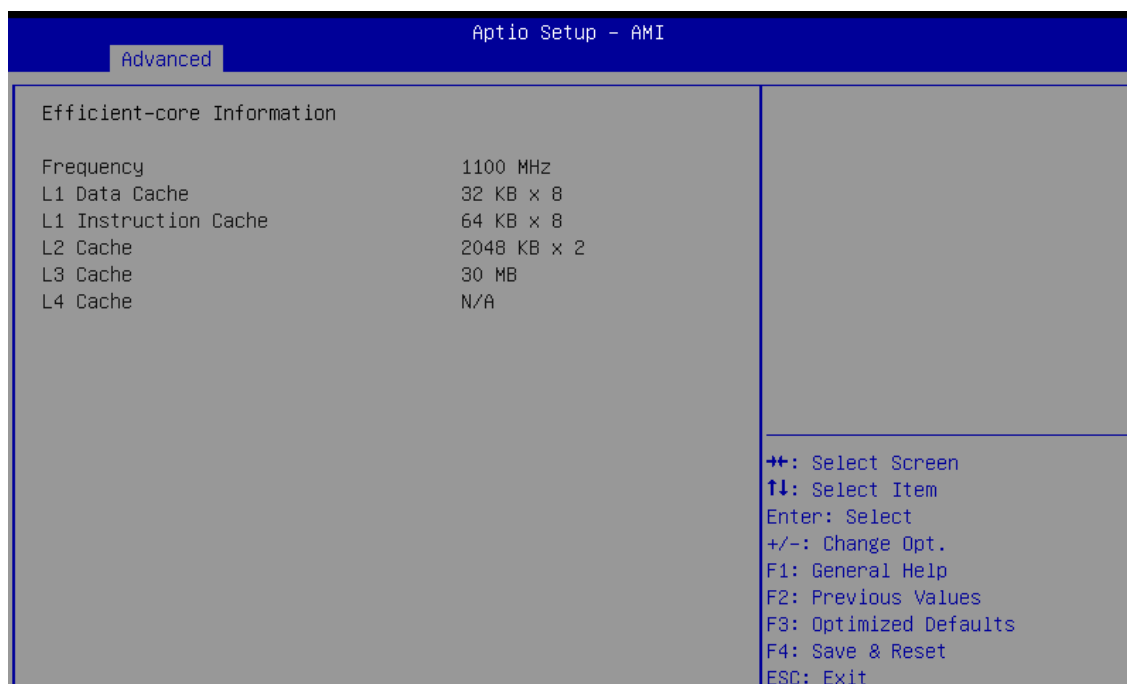 Aptio Setup – AMI
Advanced
Efficient-core Information
Frequency 1100 MHz
L1 Data Cache 32 KB x 8
L1 Instruction Cache 64 KB x 8
L2 Cache 2048 KB x 2
L3 Cache 30 MB
L4 Cache N/A
→←: Select Screen
↑↓: Select Item
Enter: Select
+/-: Change Opt.
F1: General Help
F2: Previous Values
F3: Optimized Defaults
F4: Save & Reset
ESC: Exit